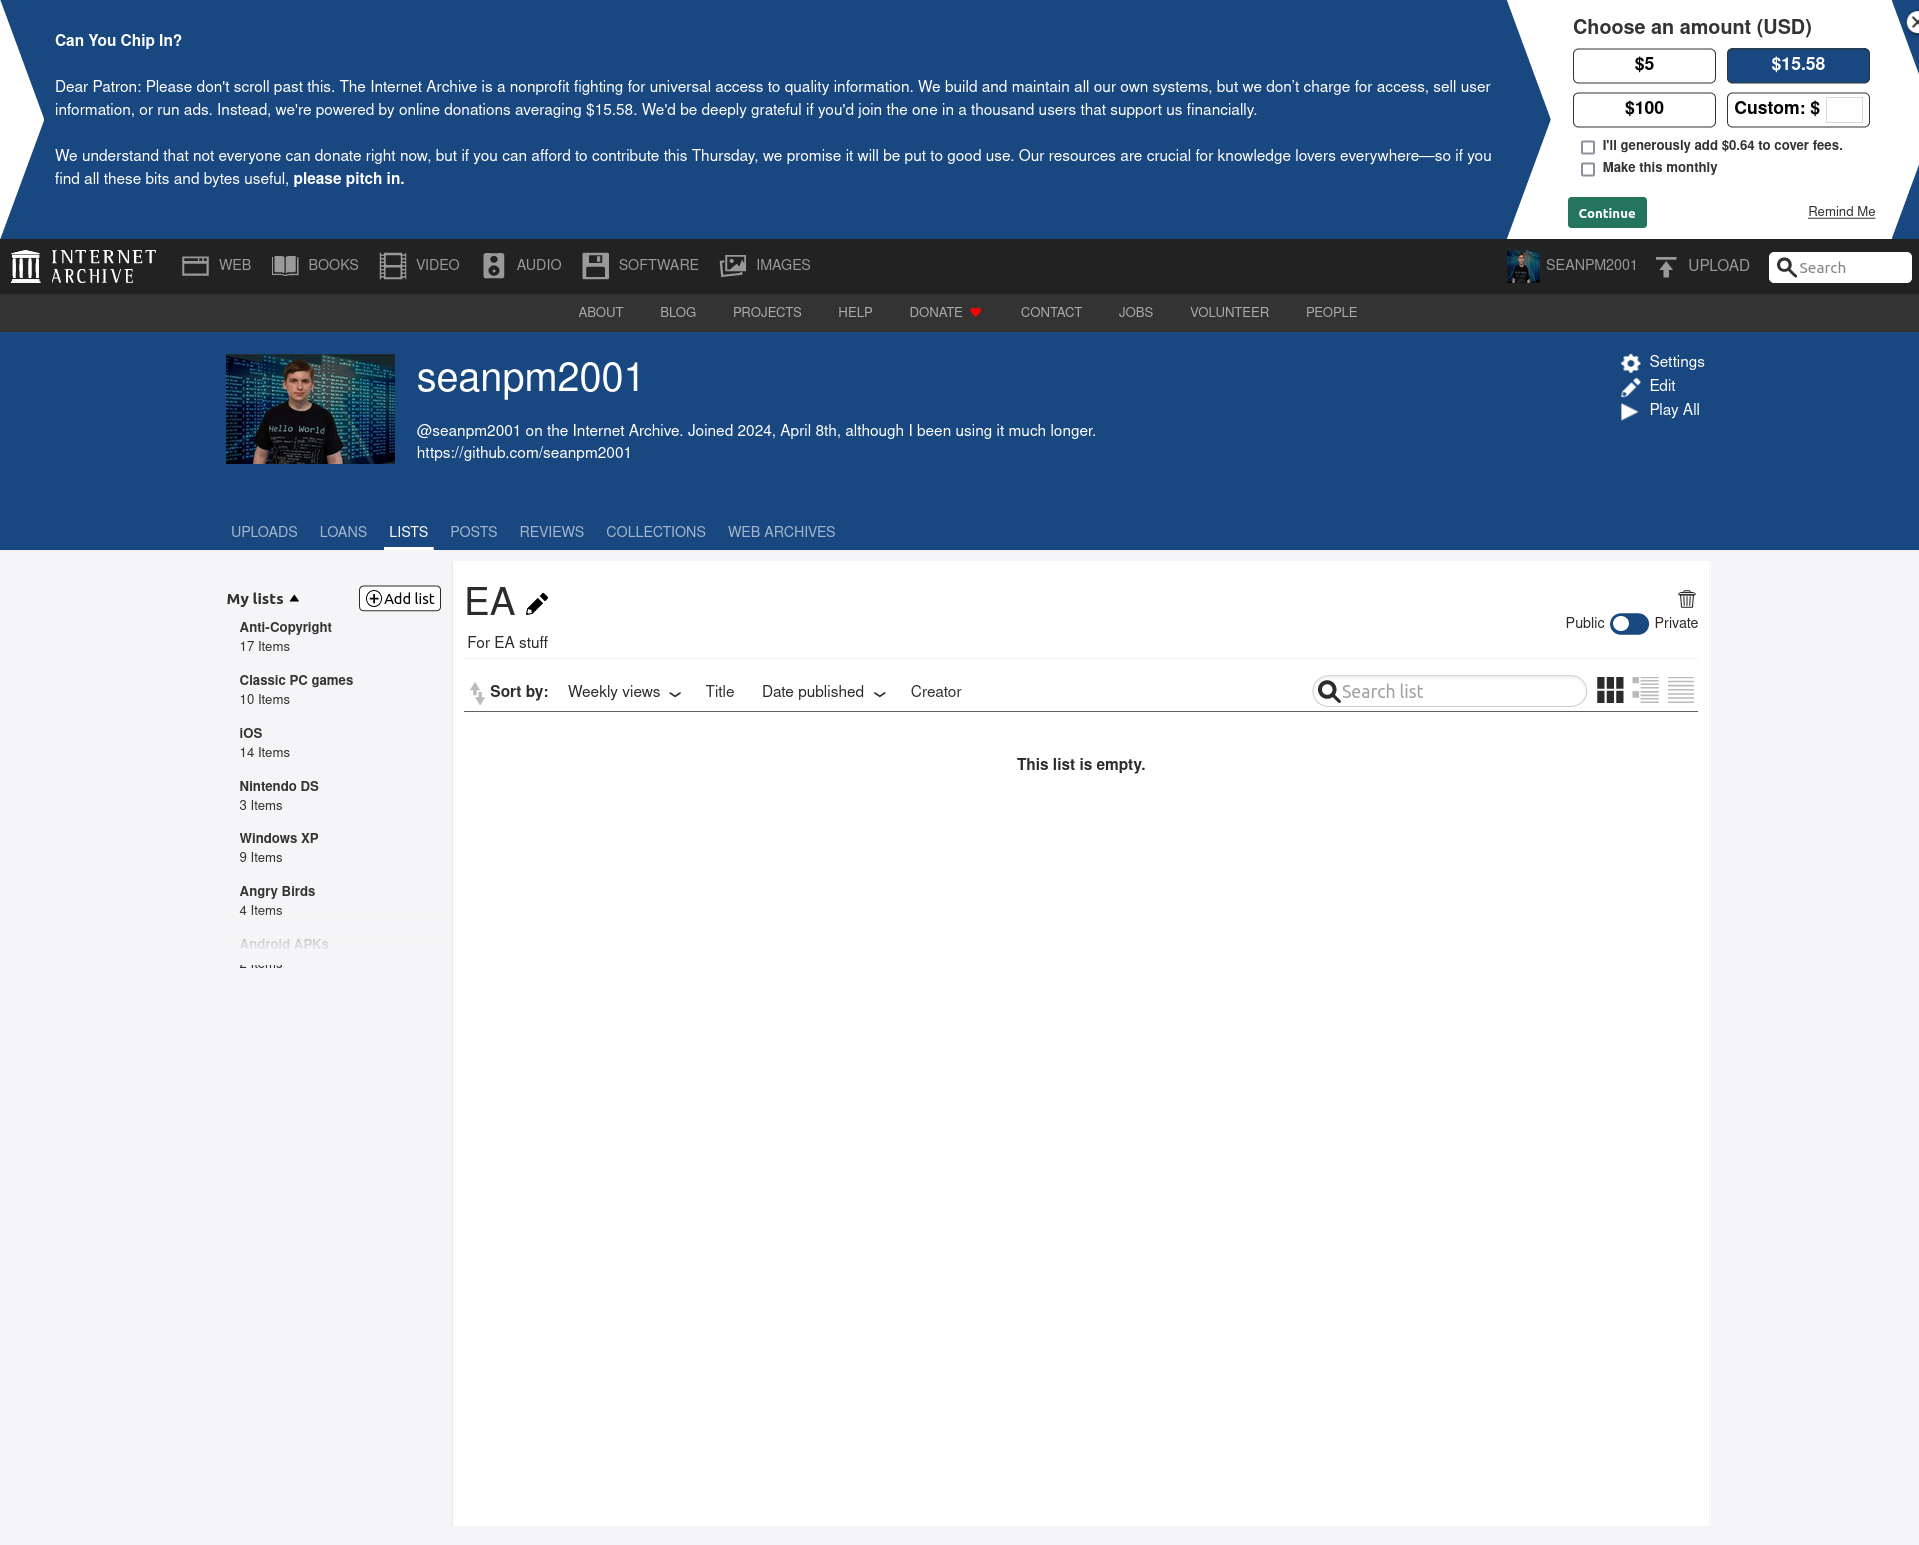 Can You Chip In?
Dear Patron: Please don't scroll past this. The Internet Archive is a nonprofit fighting for universal access to quality information. We build and maintain all our own systems, but we don’t charge for access, sell user
information, or run ads. Instead, we're powered by online donations averaging $15.58. We'd be deeply grateful if you'd join the one in a thousand users that support us financially.
We understand that not everyone can donate right now, but if you can afford to contribute this Thursday, we promise it will be put to good use. Our resources are crucial for knowledge lovers everywhere—so if you
find all these bits and bytes useful, please pitch in.
Choose an amount (USD)
$5 $15.58
$100 Custom: $
I'll generously add $0.64 to cover fees.
Make this monthly
Continue Remind Me
INTERNET ARCHIVE WEB BOOKS VIDEO AUDIO SOFTWARE IMAGES SEANPM2001 UPLOAD Search
ABOUT BLOG PROJECTS HELP DONATE CONTACT JOBS VOLUNTEER PEOPLE
seanpm2001
Hello World
@seanpm2001 on the Internet Archive. Joined 2024, April 8th, although I been using it much longer.
https://github.com/seanpm2001
Settings
Edit
Play All
UPLOADS LOANS LISTS POSTS REVIEWS COLLECTIONS WEB ARCHIVES
My lists Add list
Anti-Copyright
17 Items
Classic PC games
10 Items
iOS
14 Items
Nintendo DS
3 Items
Windows XP
9 Items
Angry Birds
4 Items
Android APKs
2 Items
EA
For EA stuff
Public Private
Sort by: Weekly views Title Date published Creator Search list
This list is empty.